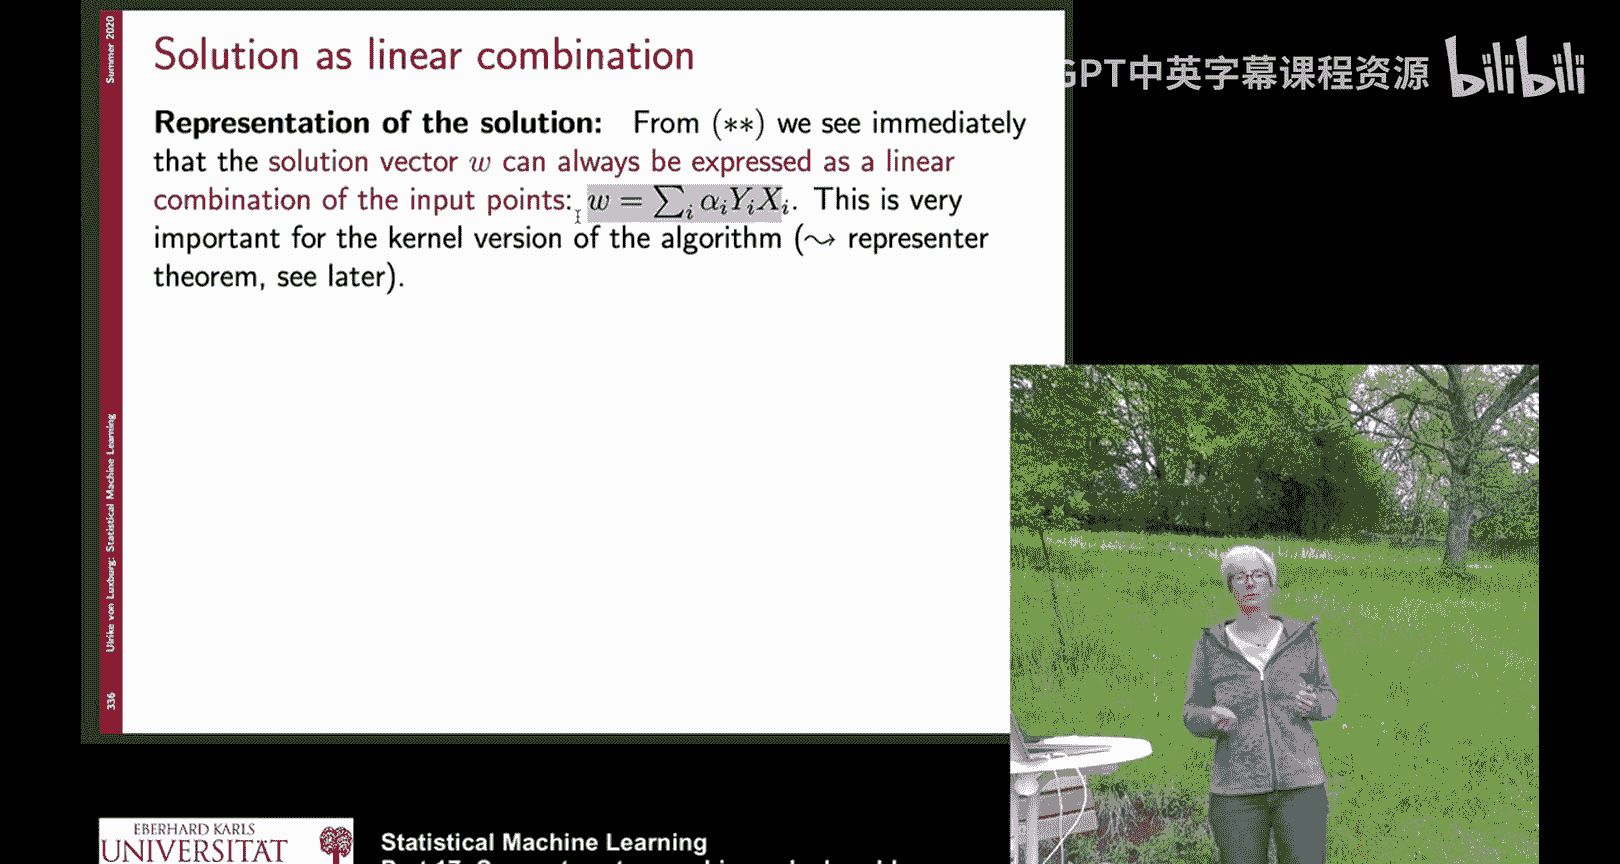 Summer 2020
Solution as linear combination
Representation of the solution: From (∗∗) we see immediately
that the solution vector w can always be expressed as a linear
combination of the input points: w = ∑ᵢ αᵢYᵢXᵢ. This is very
important for the kernel version of the algorithm (⤳ representer
theorem, see later).
Ulrike von Luxburg: Statistical Machine Learning
336
GPT中英字幕课程资源
bilibili
EBERHARD KARLS
UNIVERSITÄT
Statistical Machine Learning